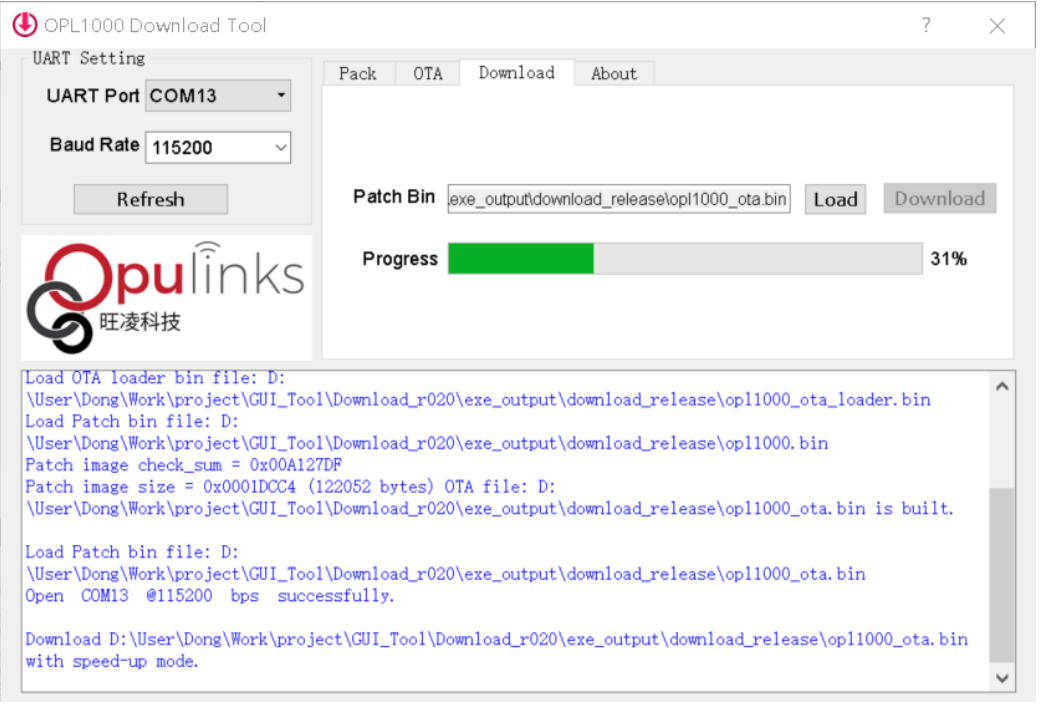 OPL1000 Download Tool
?
UART Setting
UART Port COM13
Baud Rate 115200
Refresh
Opulinks
旺凌科技
Pack OTA Download About
Patch Bin .exe_output\download_release\opl1000_ota.bin Load Download
Progress 31%
Load OTA loader bin file: D:
\User\Dong\Work\project\GUI_Tool\Download_r020\exe_output\download_release\opl1000_ota_loader.bin
Load Patch bin file: D:
\User\Dong\Work\project\GUI_Tool\Download_r020\exe_output\download_release\opl1000.bin
Patch image check_sum = 0x00A127DF
Patch image size = 0x0001DCC4 (122052 bytes) OTA file: D:
\User\Dong\Work\project\GUI_Tool\Download_r020\exe_output\download_release\opl1000_ota.bin is built.
Load Patch bin file: D:
\User\Dong\Work\project\GUI_Tool\Download_r020\exe_output\download_release\opl1000_ota.bin
Open COM13 @115200 bps successfully.
Download D:\User\Dong\Work\project\GUI_Tool\Download_r020\exe_output\download_release\opl1000_ota.bin
with speed-up mode.